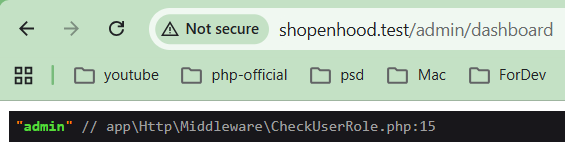 Not secure shopenhood.test/admin/dashboard
youtube php-official psd Mac ForDev
"admin" // app\Http\Middleware\CheckUserRole.php:15